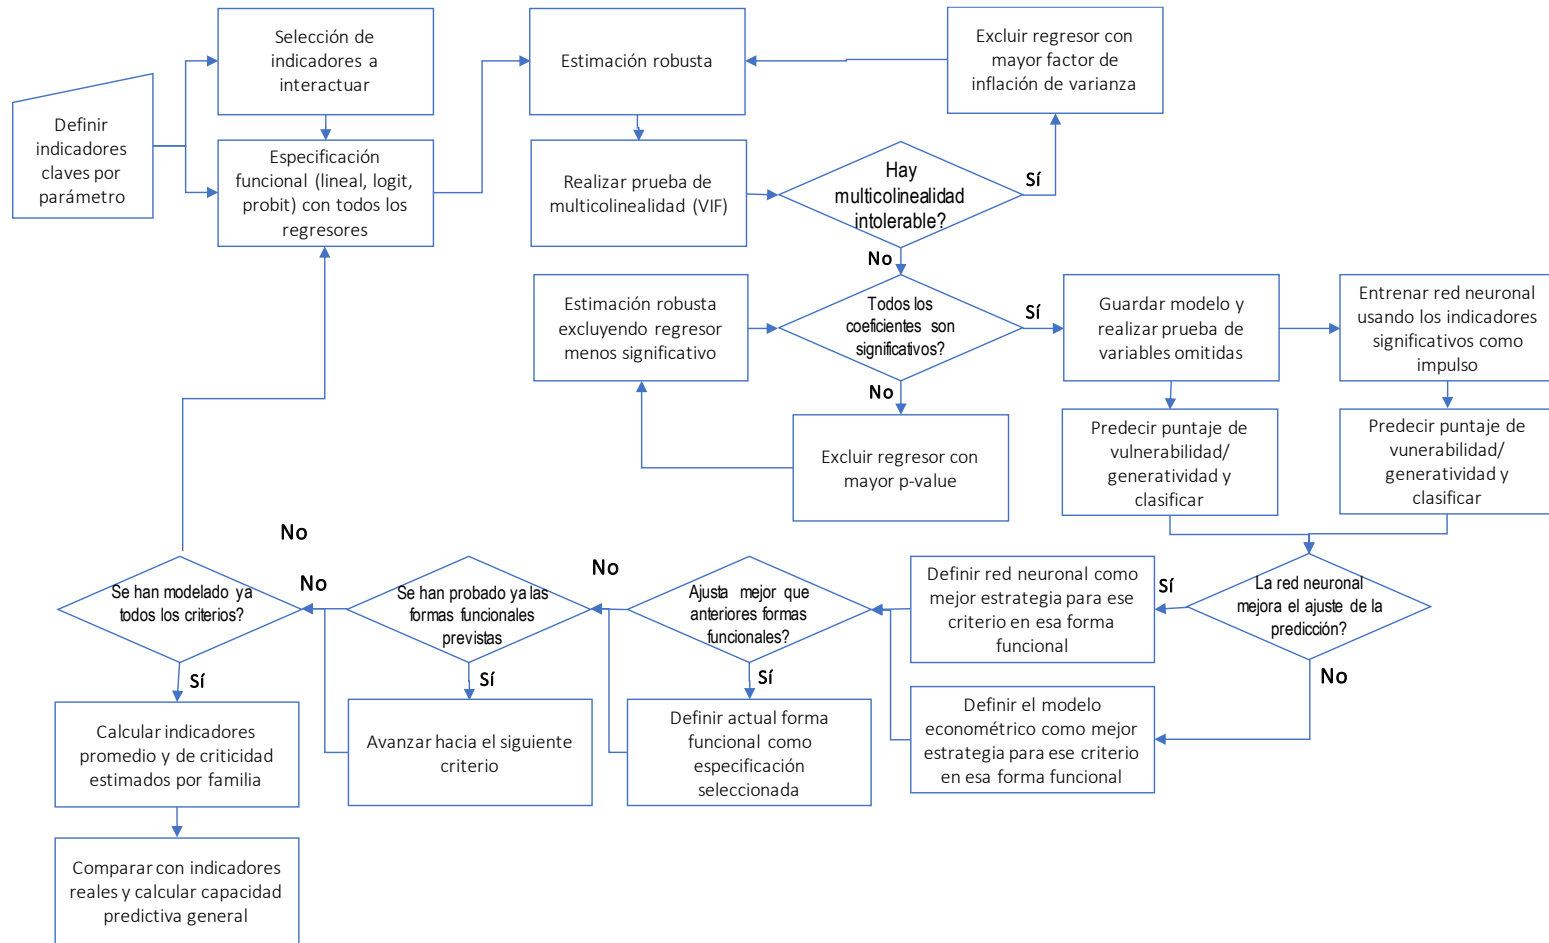 Selección de
indicadores a
interactuar
Estimación robusta
Excluir regresor con
mayor factor de
inflación de varianza
Definir
indicadores
claves por
parámetro
Especificación
funcional (lineal, logit,
probit) con todos los
regresores
Realizar prueba de
multicolinealidad (VIF)
Hay
multicolinealidad
intolerable?
Sí
No
Estimación robusta
excluyendo regresor
menos significativo
Todos los
coeficientes son
significativos?
Sí
No
Guardar modelo y
realizar prueba de
variables omitidas
Entrenar red neuronal
usando los indicadores
significativos como
impulso
Excluir regresor con
mayor p-value
Predecir puntaje de
vulnerabilidad/
generatividad y
clasificar
Predecir puntaje de
vunerabilidad/
generatividad y
clasificar
No
Se han modelado ya
todos los criterios?
No
Se han probado ya las
formas funcionales
previstas
No
Ajusta mejor que
anteriores formas
funcionales?
Definir red neuronal como
mejor estrategia para ese
criterio en esa forma
funcional
Sí
La red neuronal
mejora el ajuste de la
predicción?
No
Sí
Sí
Sí
Calcular indicadores
promedio y de criticidad
estimados por familia
Avanzar hacia el siguiente
criterio
Definir actual forma
funcional como
especificación
seleccionada
Definir el modelo
econométrico como mejor
estrategia para ese criterio
en esa forma funcional
Comparar con indicadores
reales y calcular capacidad
predictiva general